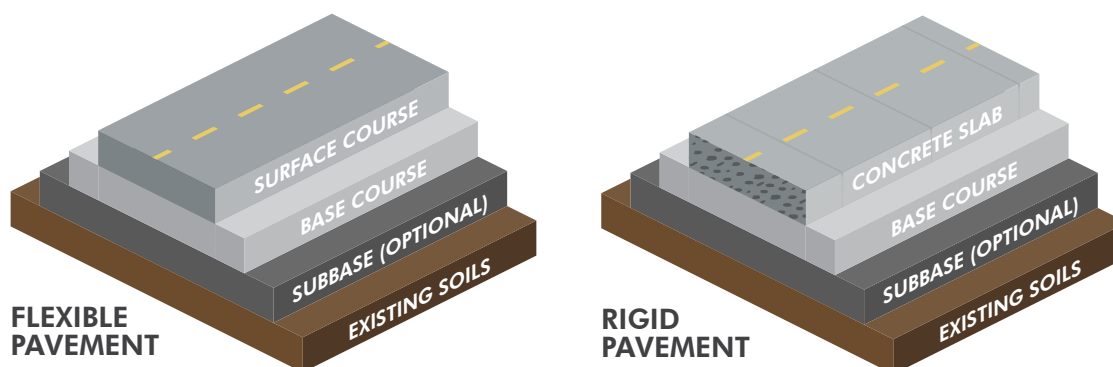 SURFACE COURSE
BASE COURSE
SUBBASE (OPTIONAL)
EXISTING SOILS
FLEXIBLE
PAVEMENT
CONCRETE SLAB
BASE COURSE
SUBBASE (OPTIONAL)
EXISTING SOILS
RIGID
PAVEMENT